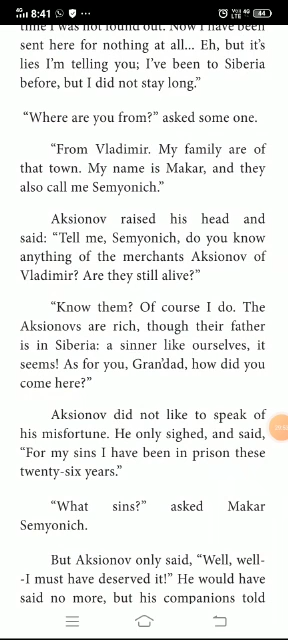 8:41
44
time I was not found out. Now I have been
sent here for nothing at all... Eh, but it's
lies I'm telling you; I've been to Siberia
before, but I did not stay long.”
“Where are you from?” asked some one.
“From Vladimir. My family are of
that town. My name is Makar, and they
also call me Semyonich.”
Aksionov raised his head and
said: “Tell me, Semyonich, do you know
anything of the merchants Aksionov of
Vladimir? Are they still alive?”
“Know them? Of course I do. The
Aksionovs are rich, though their father
is in Siberia: a sinner like ourselves, it
seems! As for you, Gran'dad, how did you
come here?”
Aksionov did not like to speak of
his misfortune. He only sighed, and said,
“For my sins I have been in prison these
twenty-six years.”
“What sins?” asked Makar
Semyonich.
But Aksionov only said, “Well, well-
-I must have deserved it!” He would have
said no more, but his companions told